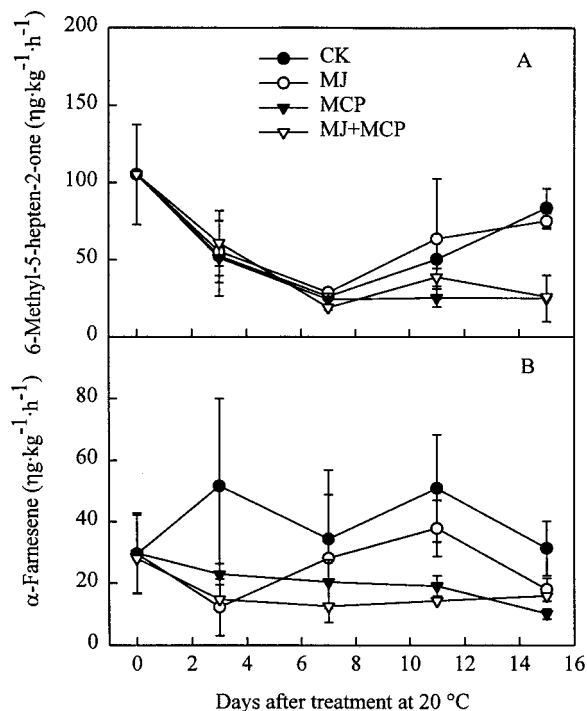 200
150
100
50
0
6-Methyl-5-hepten-2-one (ηg·kg⁻¹·h⁻¹)
A
CK
MJ
MCP
MJ+MCP
B
80
60
40
20
0
α-Farnesene (ηg·kg⁻¹·h⁻¹)
0 2 4 6 8 10 12 14 16
Days after treatment at 20 °C